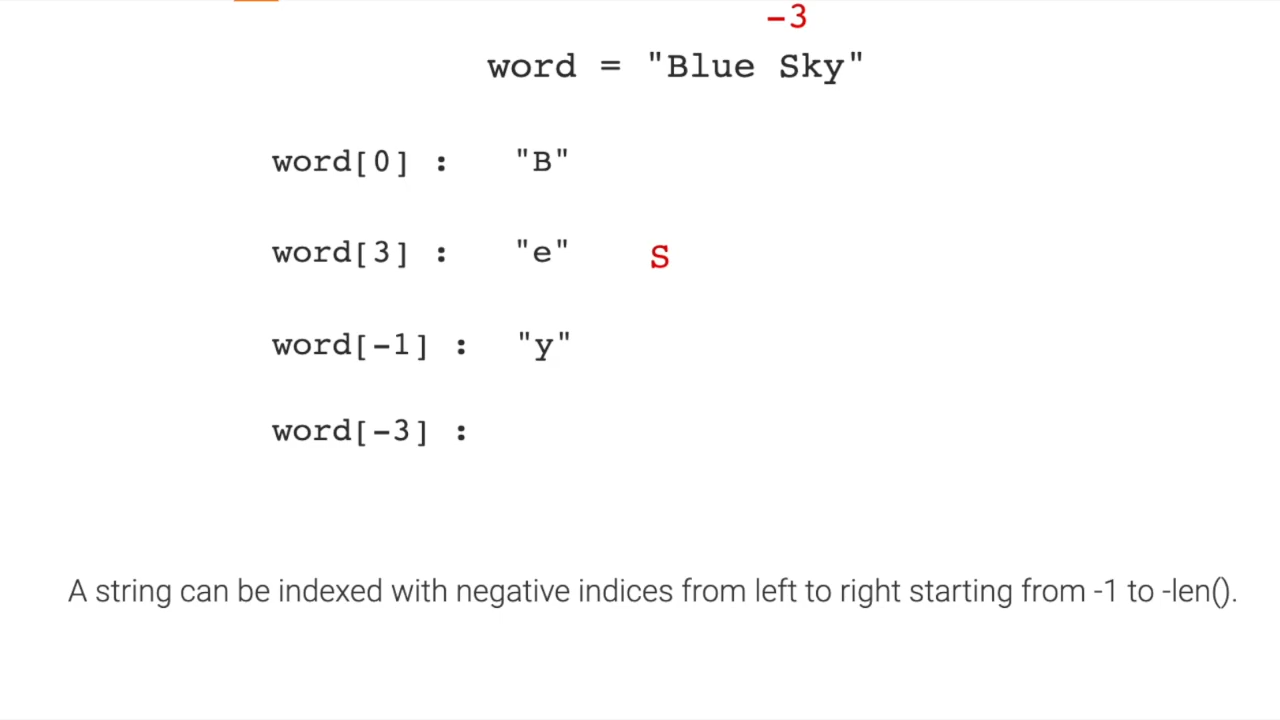 -3
word = "Blue Sky"
word[0] : "B"
word[3] : "e" S
word[-1] : "y"
word[-3] :
A string can be indexed with negative indices from left to right starting from -1 to -len().